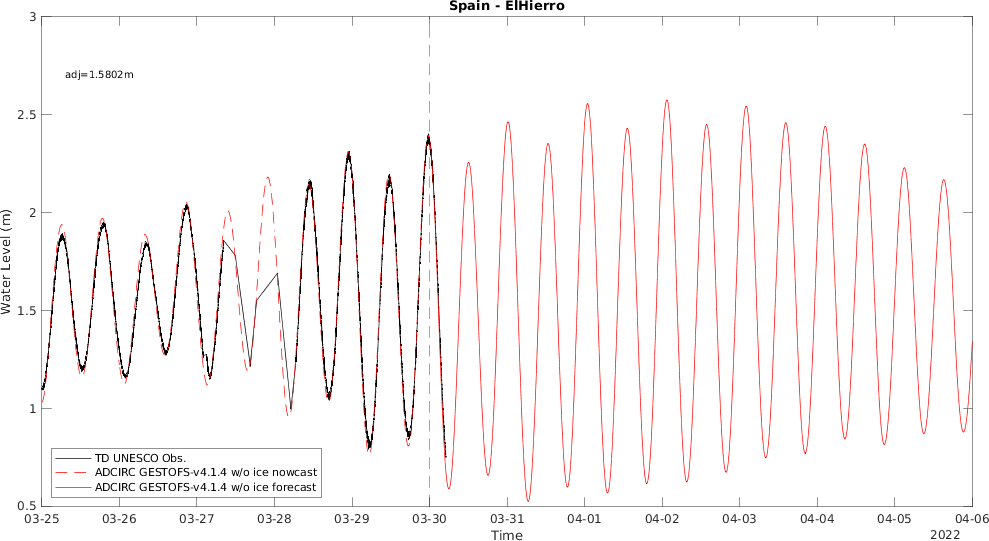 Spain - ElHierro
adj=1.5802m
3
2.5
2
1.5
1
0.5
Water Level (m)
TD UNESCO Obs.
ADCIRC GESTOFS-v4.1.4 w/o ice nowcast
ADCIRC GESTOFS-v4.1.4 w/o ice forecast
03-25 03-26 03-27 03-28 03-29 03-30 03-31 04-01 04-02 04-03 04-04 04-05 04-06
Time
2022